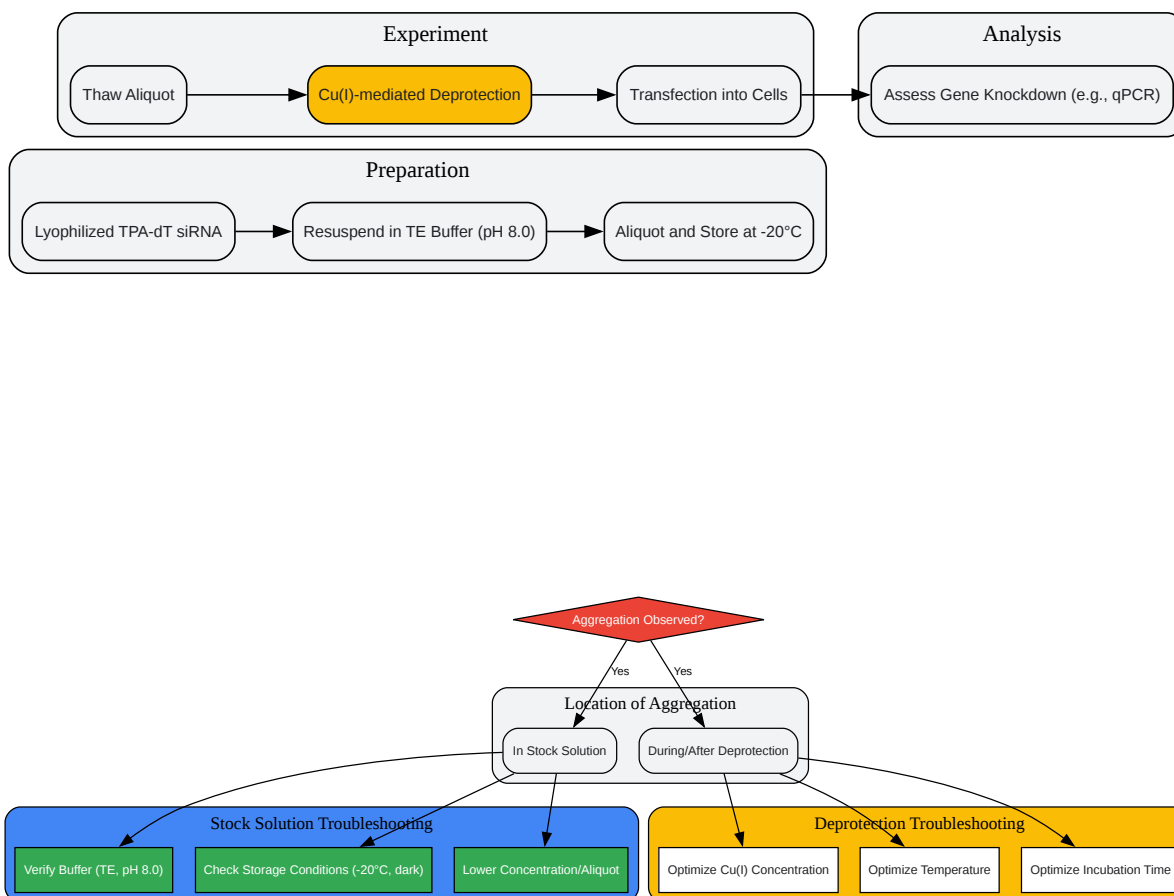 Experiment
Analysis
Thaw Aliquot
Cu(I)-mediated Deprotection
Transfection into Cells
Assess Gene Knockdown (e.g., qPCR)
Preparation
Lyophilized TPA-dT siRNA
Resuspend in TE Buffer (pH 8.0)
Aliquot and Store at -20°C
Aggregation Observed?
Yes
Yes
Location of Aggregation
In Stock Solution
During/After Deprotection
Stock Solution Troubleshooting
Deprotection Troubleshooting
Verify Buffer (TE, pH 8.0)
Check Storage Conditions (-20°C, dark)
Lower Concentration/Aliquot
Optimize Cu(I) Concentration
Optimize Temperature
Optimize Incubation Time